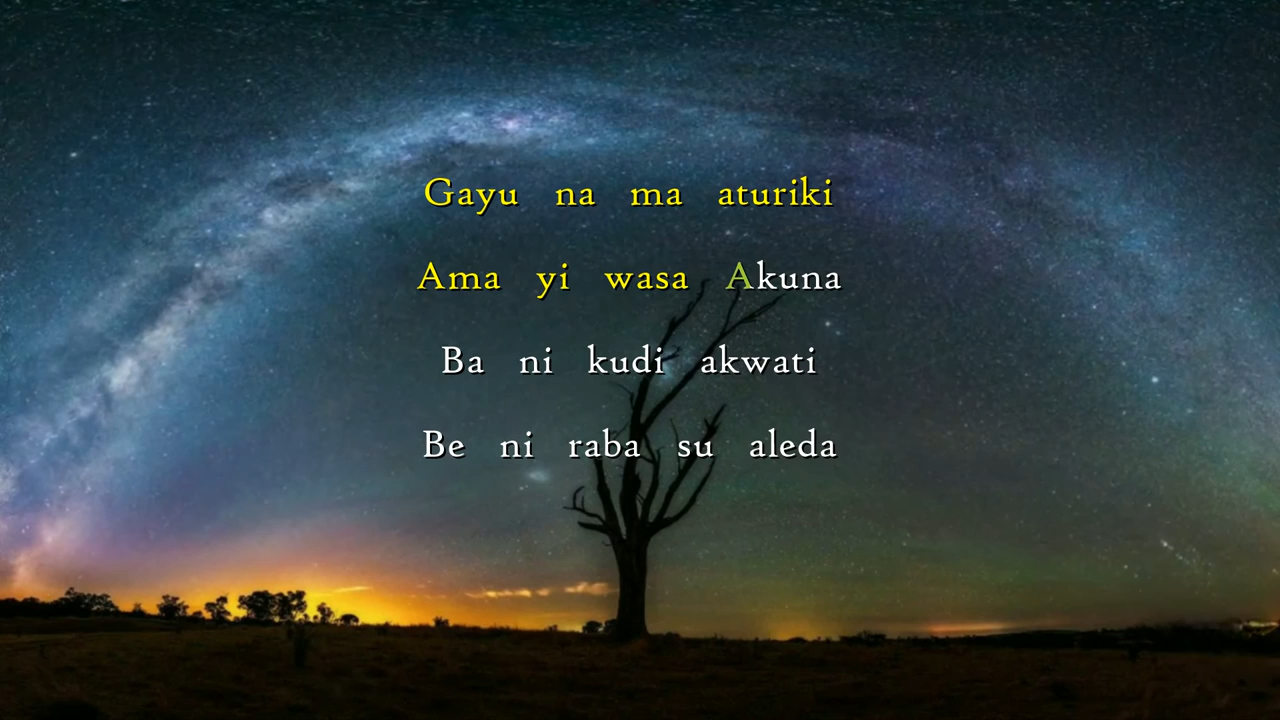 Gayu na ma aturiki
Ama yi wasa Akuna
Ba ni kudi akwati
Be ni raba su aleda